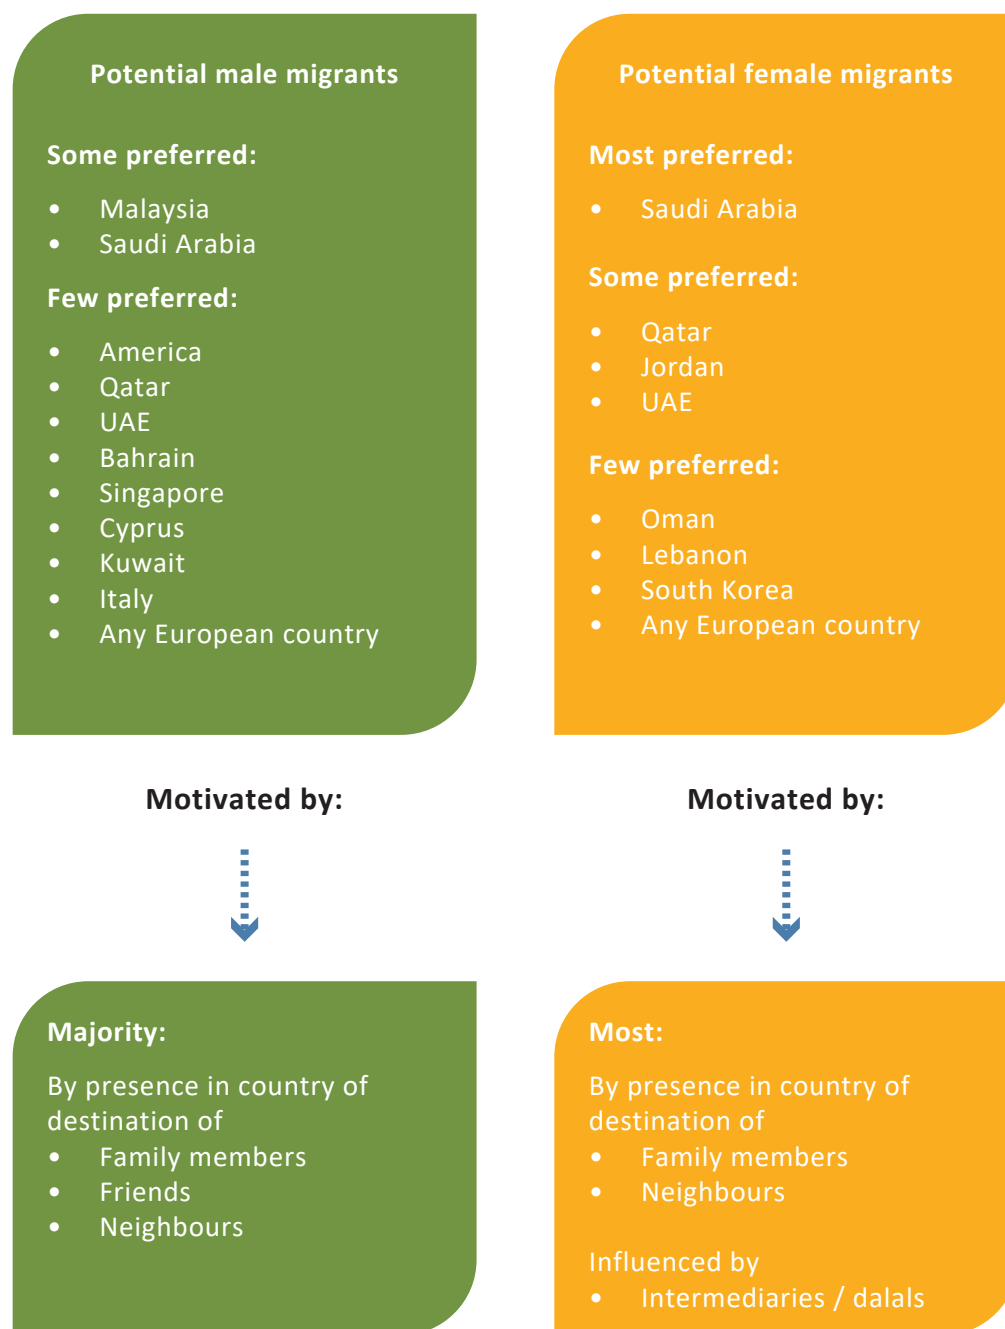 Potential male migrants
Some preferred:
• Malaysia
• Saudi Arabia
Few preferred:
• America
• Qatar
• UAE
• Bahrain
• Singapore
• Cyprus
• Kuwait
• Italy
• Any European country
Motivated by:
Majority:
By presence in country of
destination of
• Family members
• Friends
• Neighbours
Potential female migrants
Most preferred:
• Saudi Arabia
Some preferred:
• Qatar
• Jordan
• UAE
Few preferred:
• Oman
• Lebanon
• South Korea
• Any European country
Motivated by:
Most:
By presence in country of
destination of
• Family members
• Neighbours
Influenced by
• Intermediaries / dalals